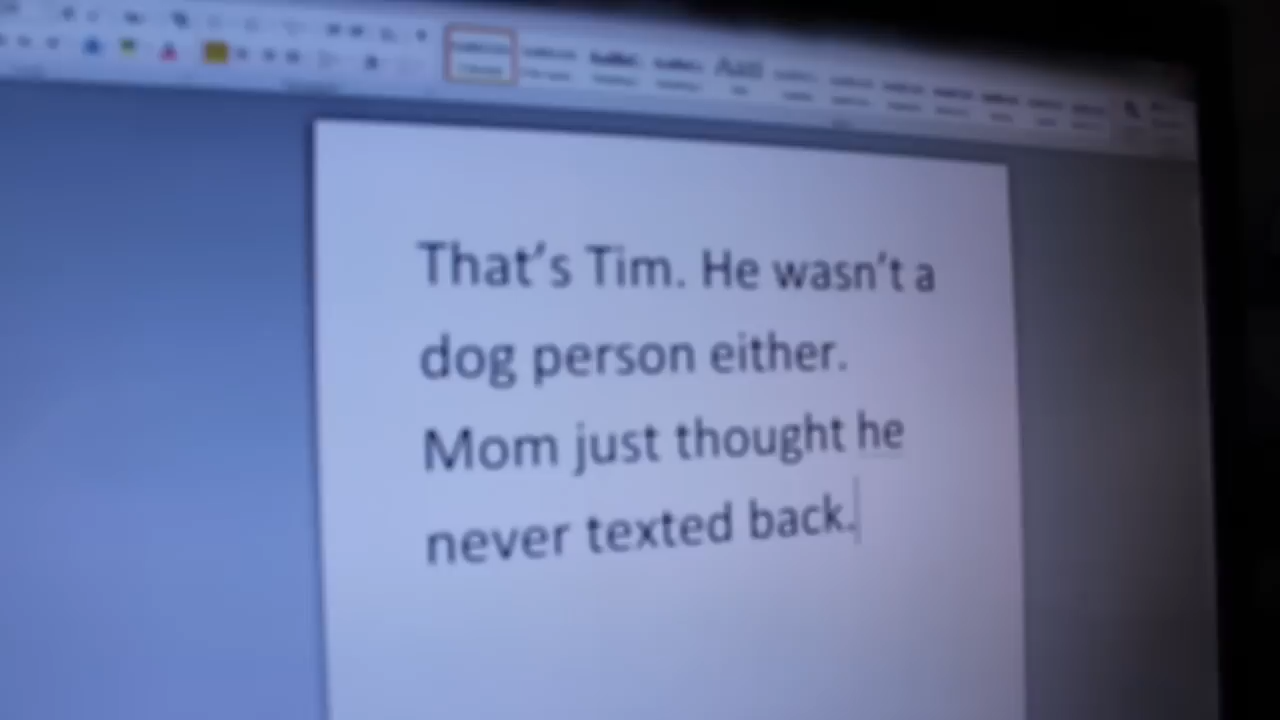 That’s Tim. He wasn’t a
dog person either.
Mom just thought he
never texted back.